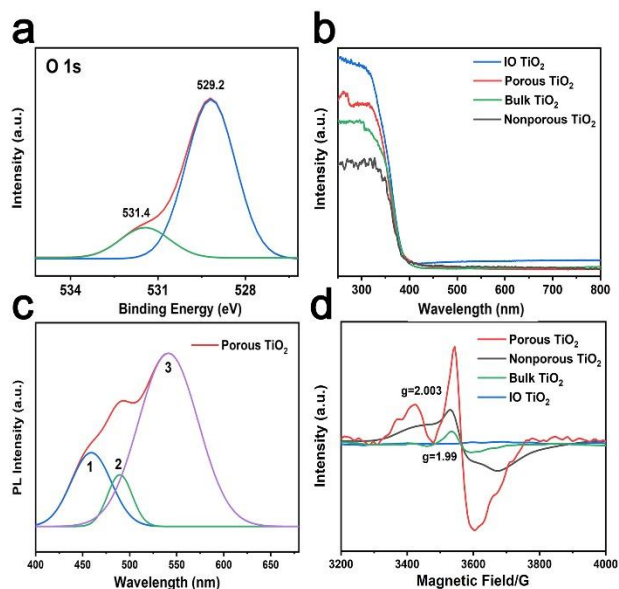 a
O 1s
529.2
531.4
Intensity (a.u.)
534
531
528
Binding Energy (eV)
b
IO TiO₂
Porous TiO₂
Bulk TiO₂
Nonporous TiO₂
Intensity (a.u.)
300
400
500
600
700
800
Wavelength (nm)
c
Porous TiO₂
3
1
2
PL Intensity (a.u.)
400
450
500
550
600
650
Wavelength (nm)
d
Porous TiO₂
Nonporous TiO₂
Bulk TiO₂
IO TiO₂
g=2.003
g=1.99
Intensity (a.u.)
3200
3400
3600
3800
4000
Magnetic Field/G